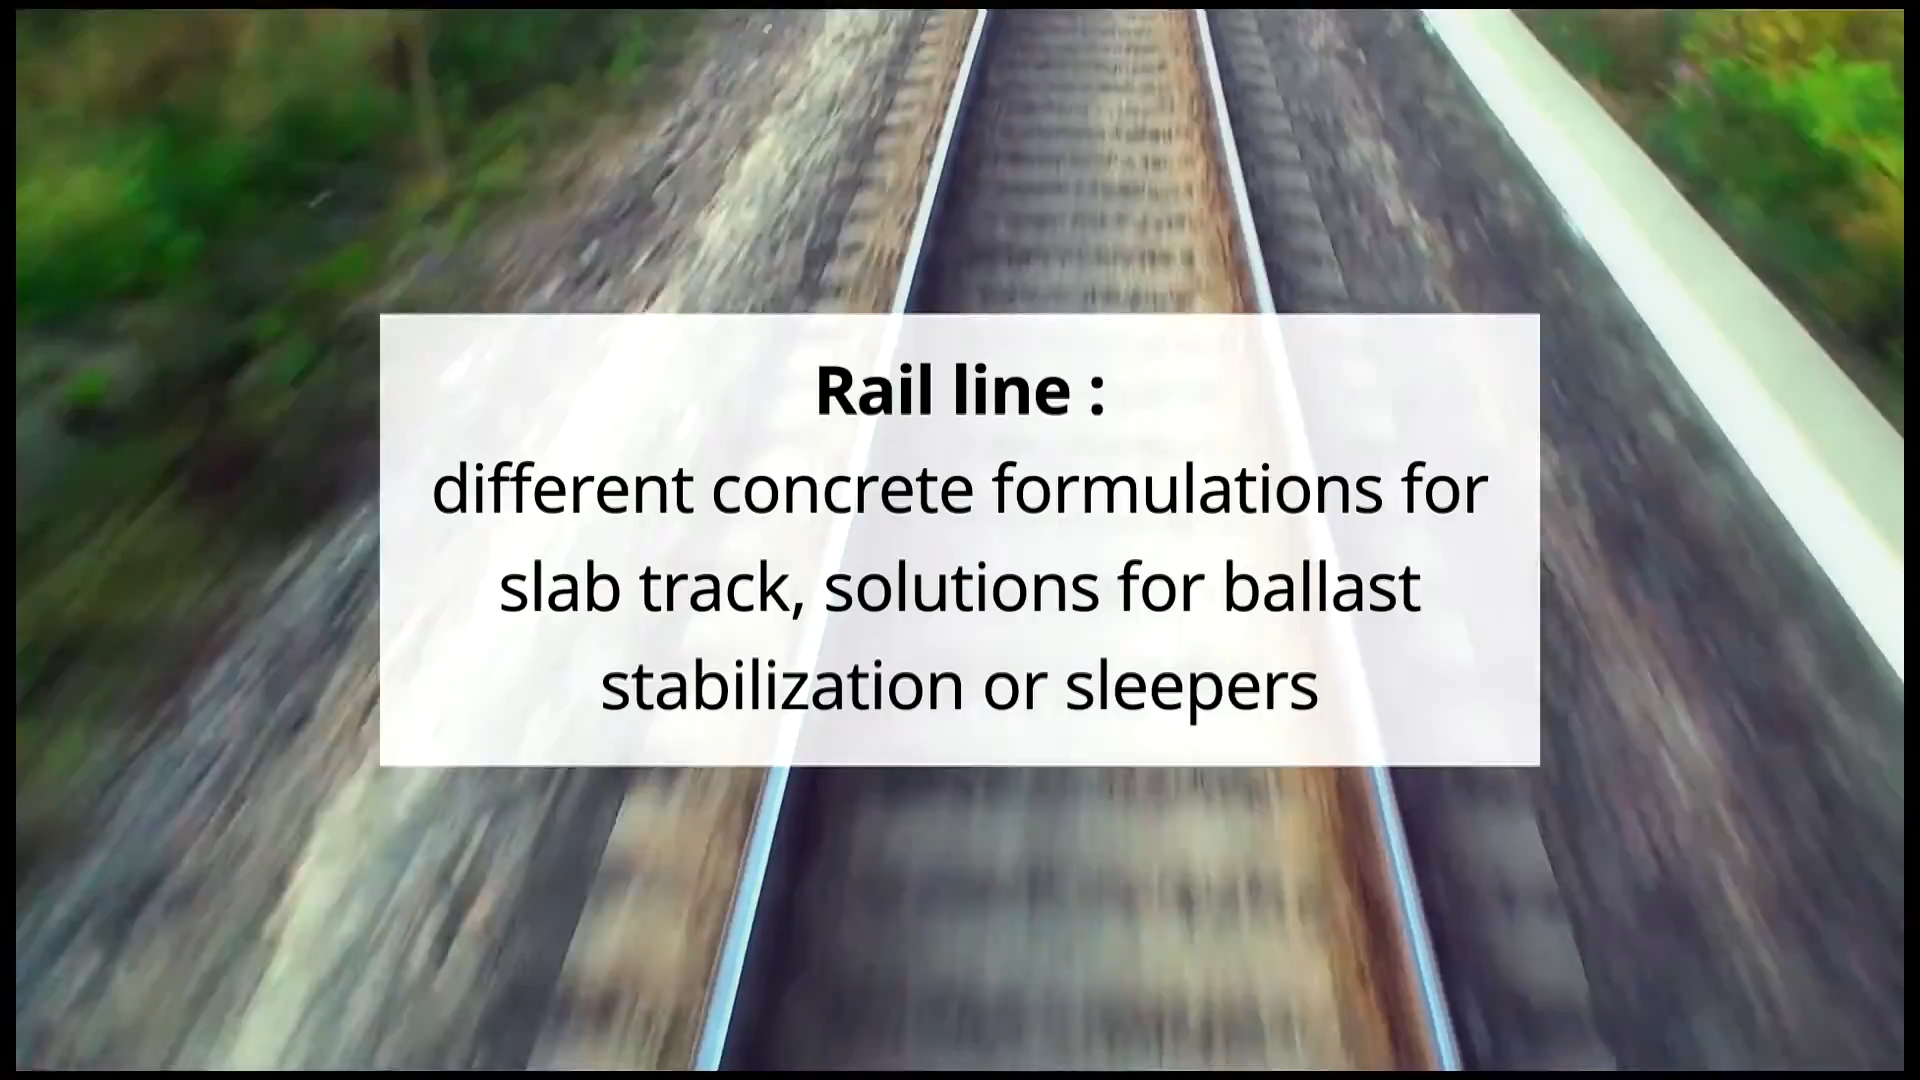 Rail line :
different concrete formulations for
slab track, solutions for ballast
stabilization or sleepers